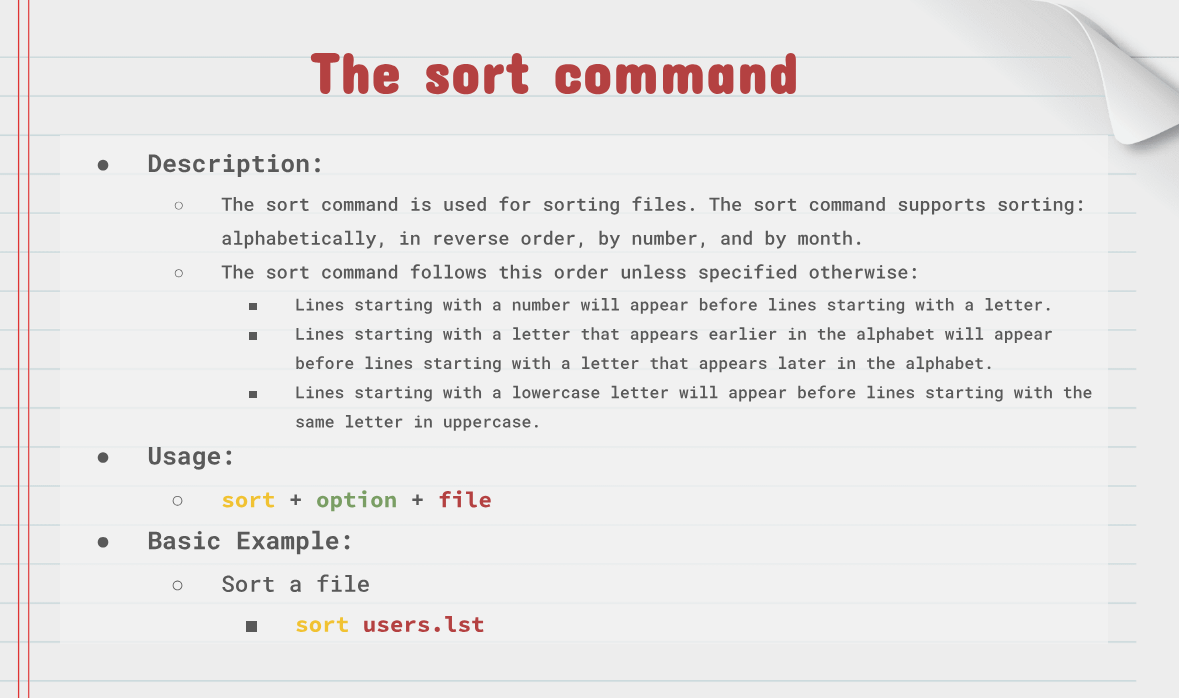 The sort command
● Description:
○ The sort command is used for sorting files. The sort command supports sorting:
alphabetically, in reverse order, by number, and by month.
○ The sort command follows this order unless specified otherwise:
■ Lines starting with a number will appear before lines starting with a letter.
■ Lines starting with a letter that appears earlier in the alphabet will appear
before lines starting with a letter that appears later in the alphabet.
■ Lines starting with a lowercase letter will appear before lines starting with the
same letter in uppercase.
● Usage:
○ sort + option + file
● Basic Example:
○ Sort a file
■ sort users.lst